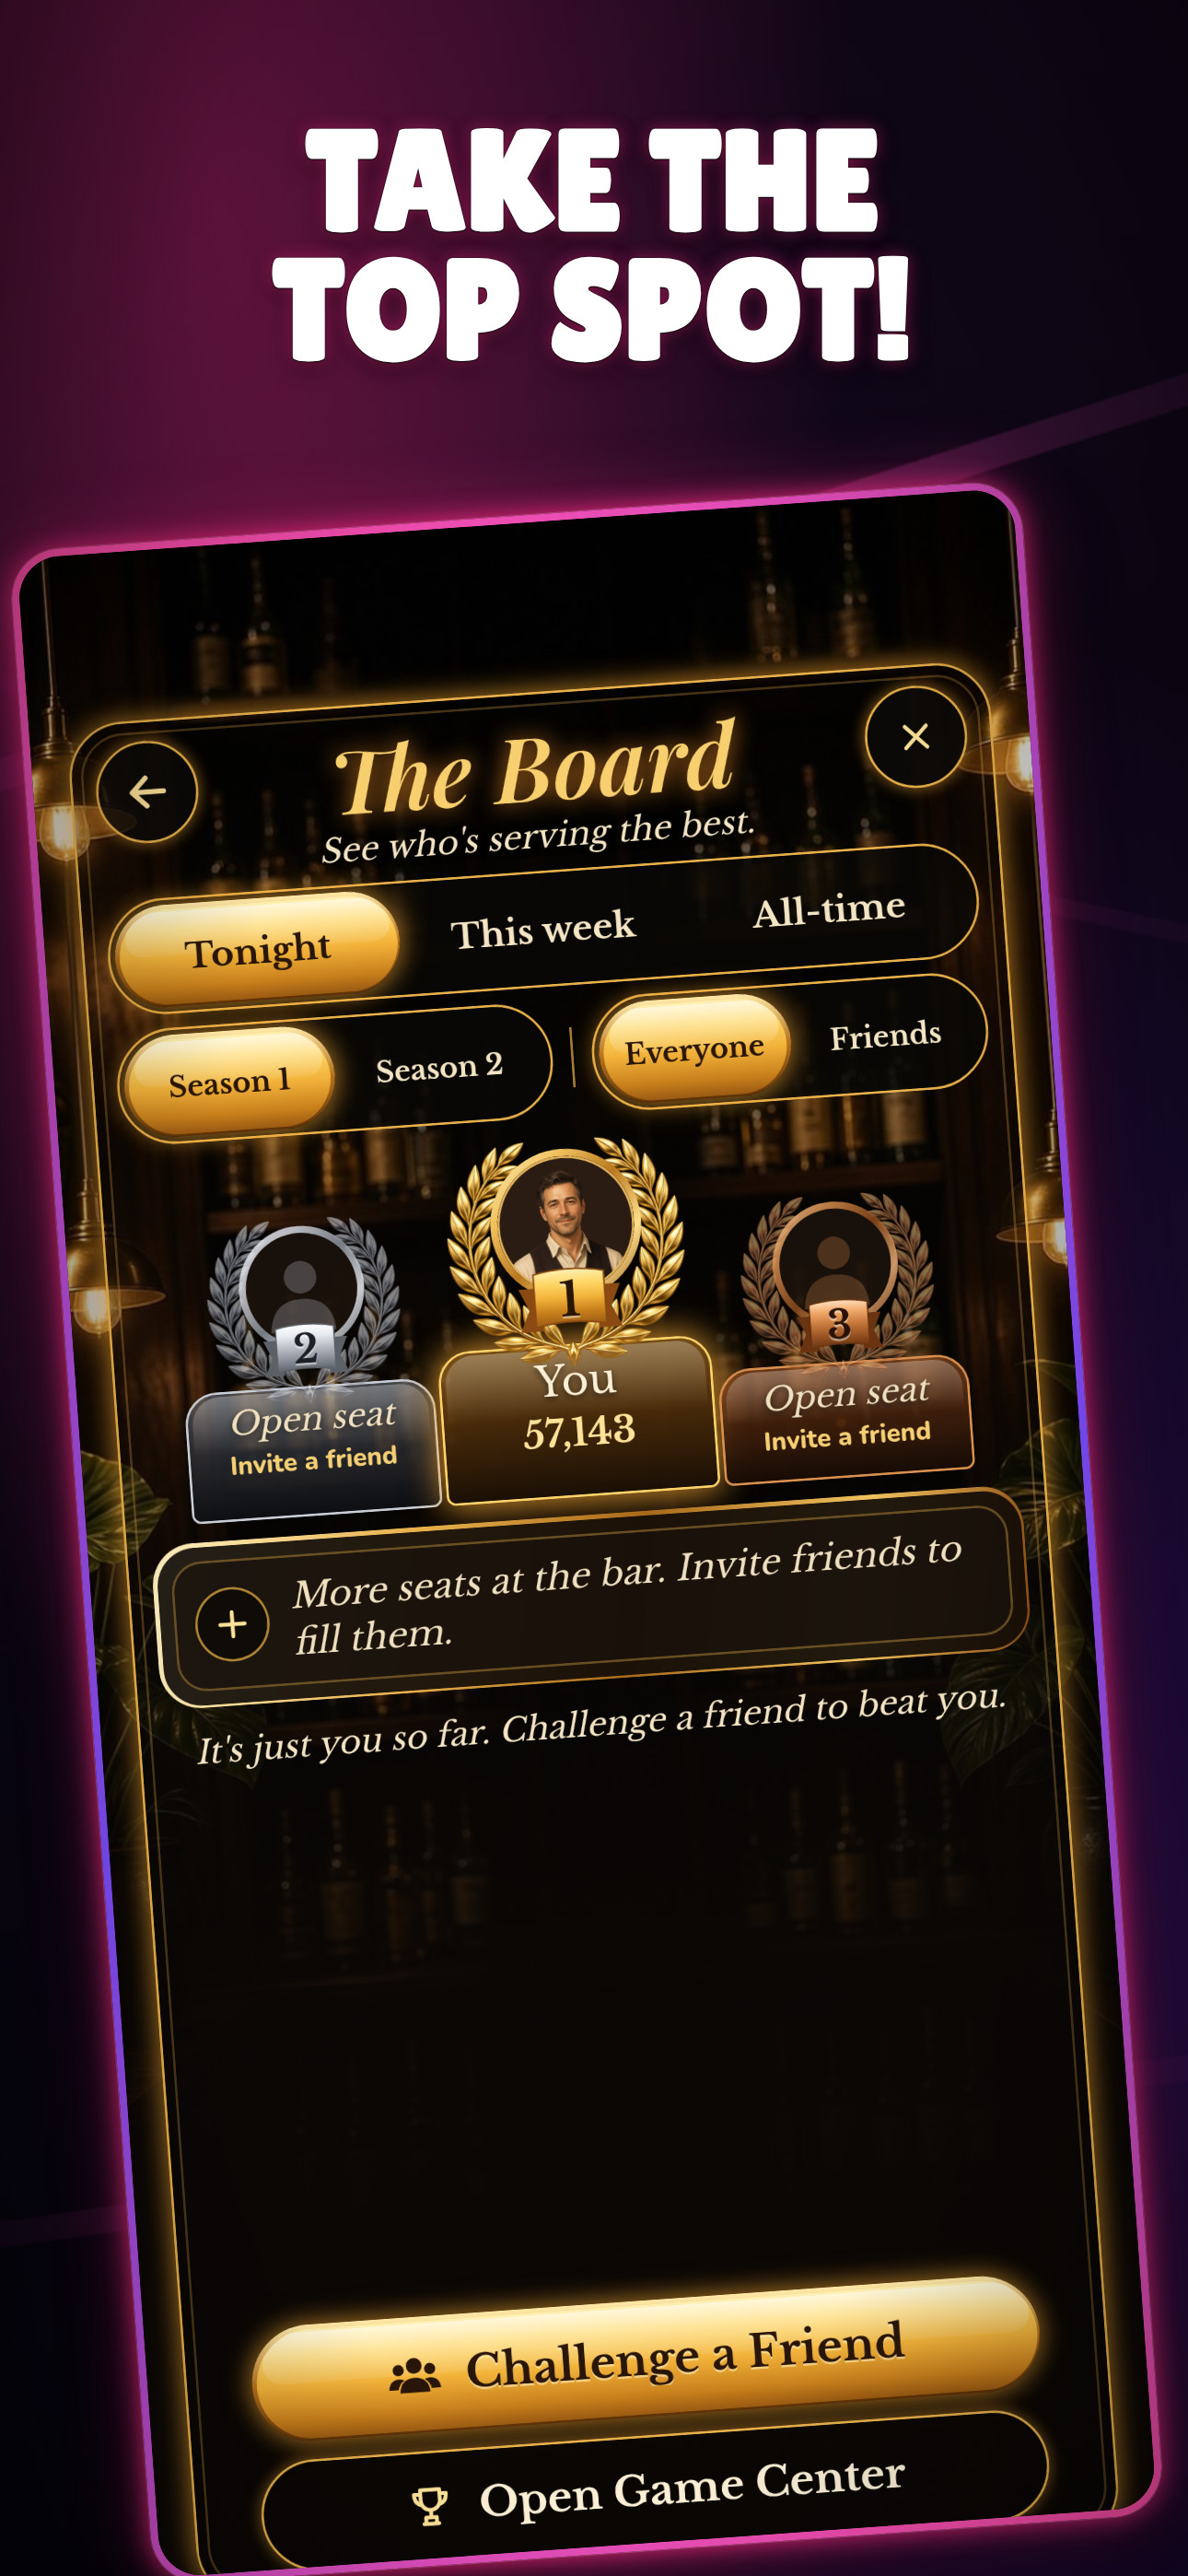 TAKE THE
TOP SPOT!
The Board
See who's serving the best.
Tonight
This week
All-time
Season 1
Season 2
Everyone
Friends
1
2
3
You
57,143
Open seat
Invite a friend
Open seat
Invite a friend
More seats at the bar. Invite friends to
fill them.
It's just you so far. Challenge a friend to beat you.
Challenge a Friend
Open Game Center